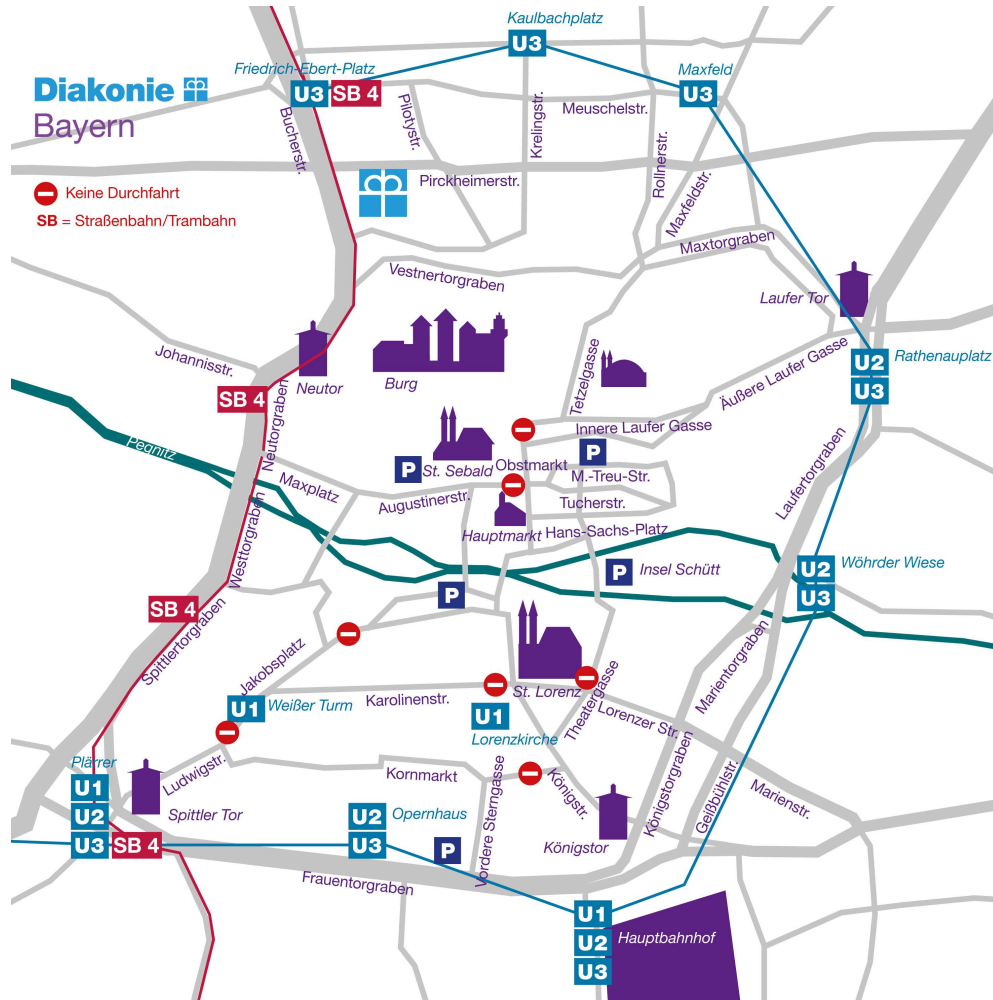 Kaulbachplatz
U3
Friedrich-Ebert-Platz
U3 SB 4
Maxfeld
U3
Diakonie
Bayern
Bucherstr.
Pilotystr.
Krelingstr.
Meuschelstr.
Rollnerstr.
Maxfeldstr.
Pirckheimerstr.
Keine Durchfahrt
SB = Straßenbahn/Trambahn
Maxtorgraben
Vestnertorgraben
Laufer Tor
Johannisstr.
Neutor
Burg
Tetzelgasse
Äußere Laufer Gasse
U2
U3
Rathenauplatz
SB 4
Neutorgraben
Innere Laufer Gasse
Pegnitz
P
St. Sebald
Obstmarkt
P
M.-Treu-Str.
Maxplatz
Augustinerstr.
Tucherstr.
Laufertorgraben
Hauptmarkt
Hans-Sachs-Platz
Westtorgraben
P
Insel Schütt
U2
U3
Wöhrder Wiese
P
SB 4
Spittlertorgraben
Jakobsplatz
Marientorgraben
St. Lorenz
Theatergasse
Karolinenstr.
U1
Weißer Turm
U1
Lorenzkirche
Lorenzer Str.
Plärrer
U1
U2
U3
SB 4
Ludwigstr.
Spittler Tor
Kornmarkt
Vordere Sterngasse
Königstr.
Königstorgraben
Geißbühlstr.
Marienstr.
U2
U3
Opernhaus
P
Königstor
Frauentorgraben
U1
U2
U3
Hauptbahnhof